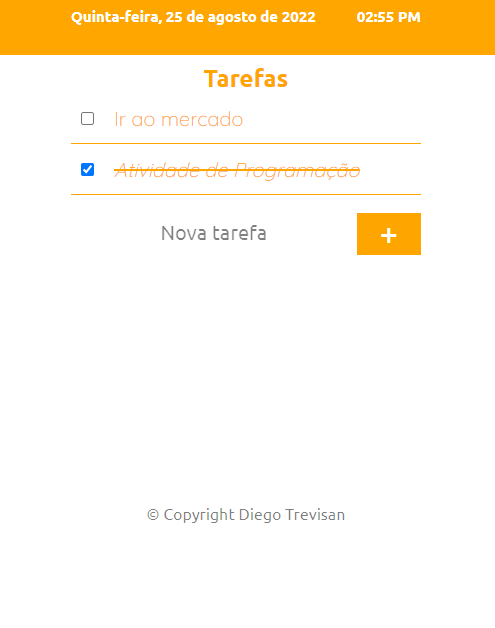 Quinta-feira, 25 de agosto de 2022 02:55 PM
Tarefas
Ir ao mercado
Atividade de Programação
Nova tarefa +
© Copyright Diego Trevisan